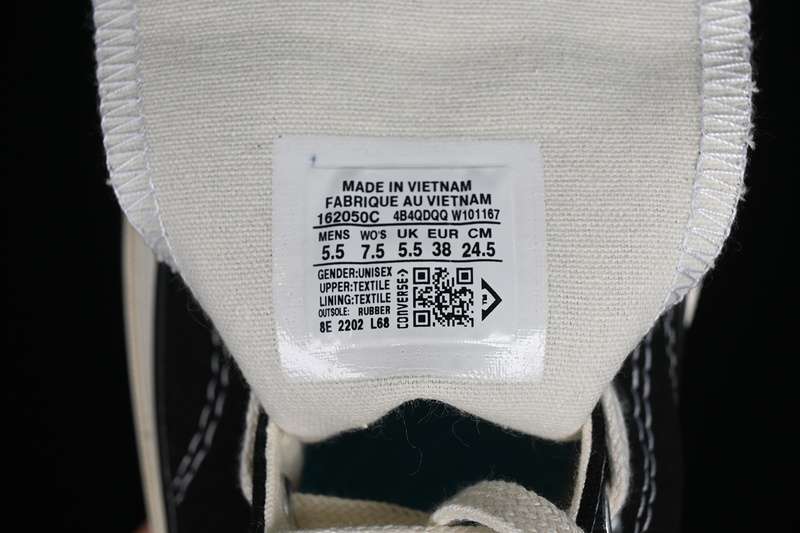 MADE IN VIETNAM
FABRIQUE AU VIETNAM
162050C 4B4QDQQ W101167
MENS WO'S UK EUR CM
5.5 7.5 5.5 38 24.5
GENDER:UNISEX
UPPER:TEXTILE
LINING:TEXTILE
OUTSOLE: RUBBER
8E 2202 L68
CONVERSE
TM